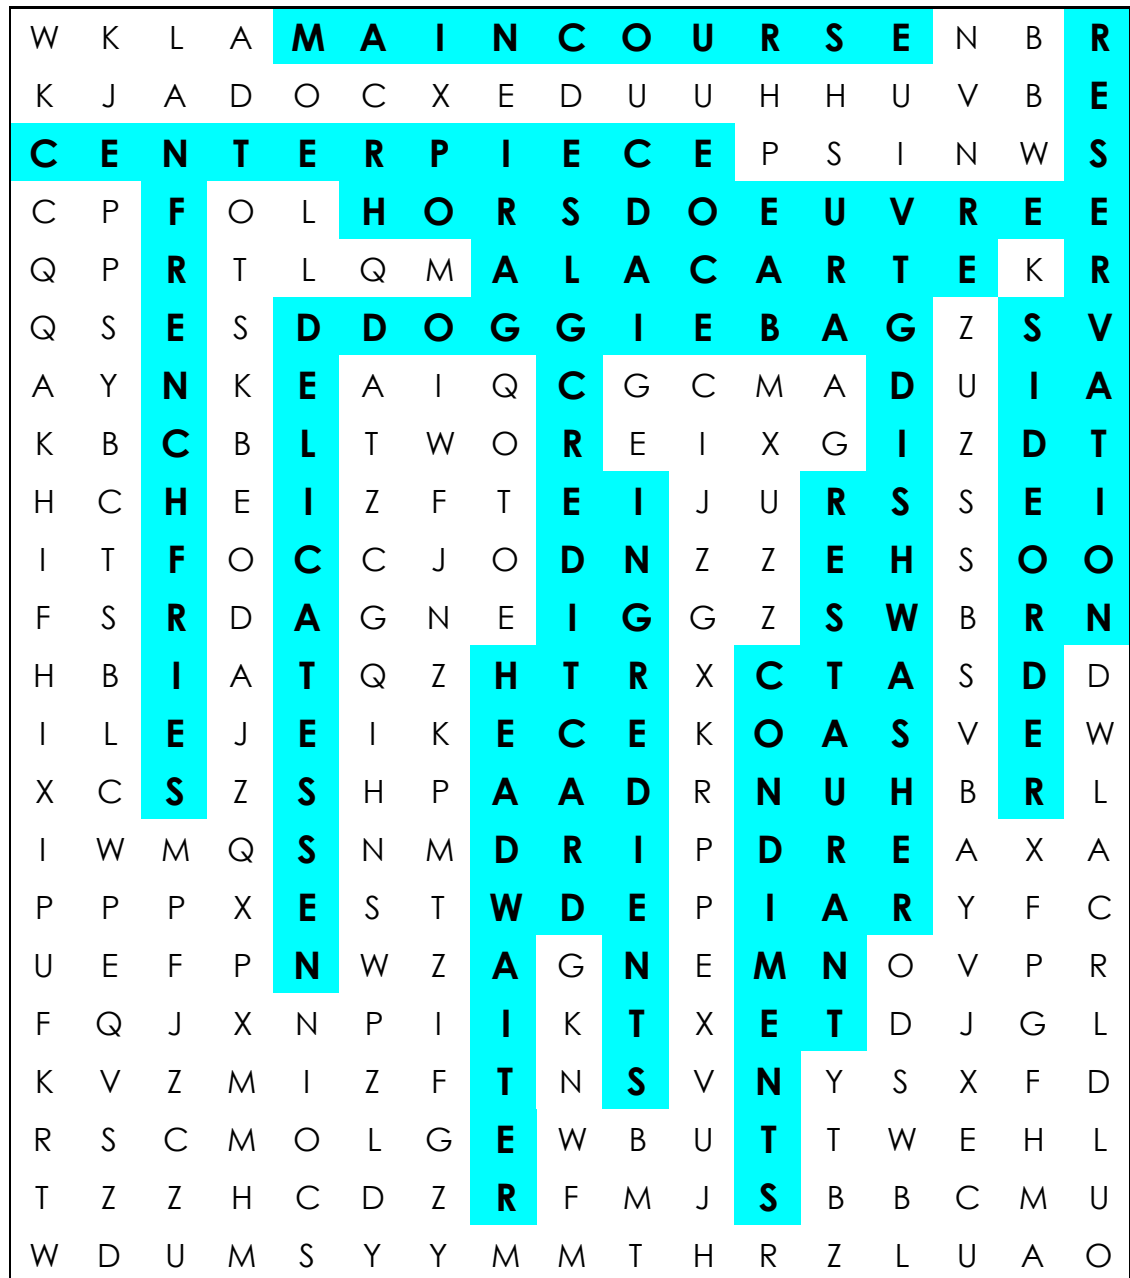 W K L A M A I N C O U R S E N B R
K J A D O C X E D U U H H U V B E
C E N T E R P I E C E P S I N W S
C P F O L H O R S D O E U V R E E
Q P R T L Q M A L A C A R T E K R
Q S E S D D O G G I E B A G Z S V
A Y N K E A I Q C G C M A D U I A
K B C B L T W O R E I X G I Z D T
H C H E I Z F T E I J U R S S E I
I T F O C C J O D N Z Z E H S O O
F S R D A G N E I G G Z S W B R N
H B I A T Q Z H T R X C T A S D D
I L E J E I K E C E K O A S V E W
X C S Z S H P A A D R N U H B R L
I W M Q S N M D R I P D R E A X A
P P P X E S T W D E P I A R Y F C
U E F P N W Z A G N E M N O V P R
F Q J X N P I I K T X E T D J G L
K V Z M I Z F T N S V N Y S X F D
R S C M O L G E W B U T T W E H L
T Z Z H C D Z R F M J S B B C M U
W D U M S Y Y M M T H R Z L U A O